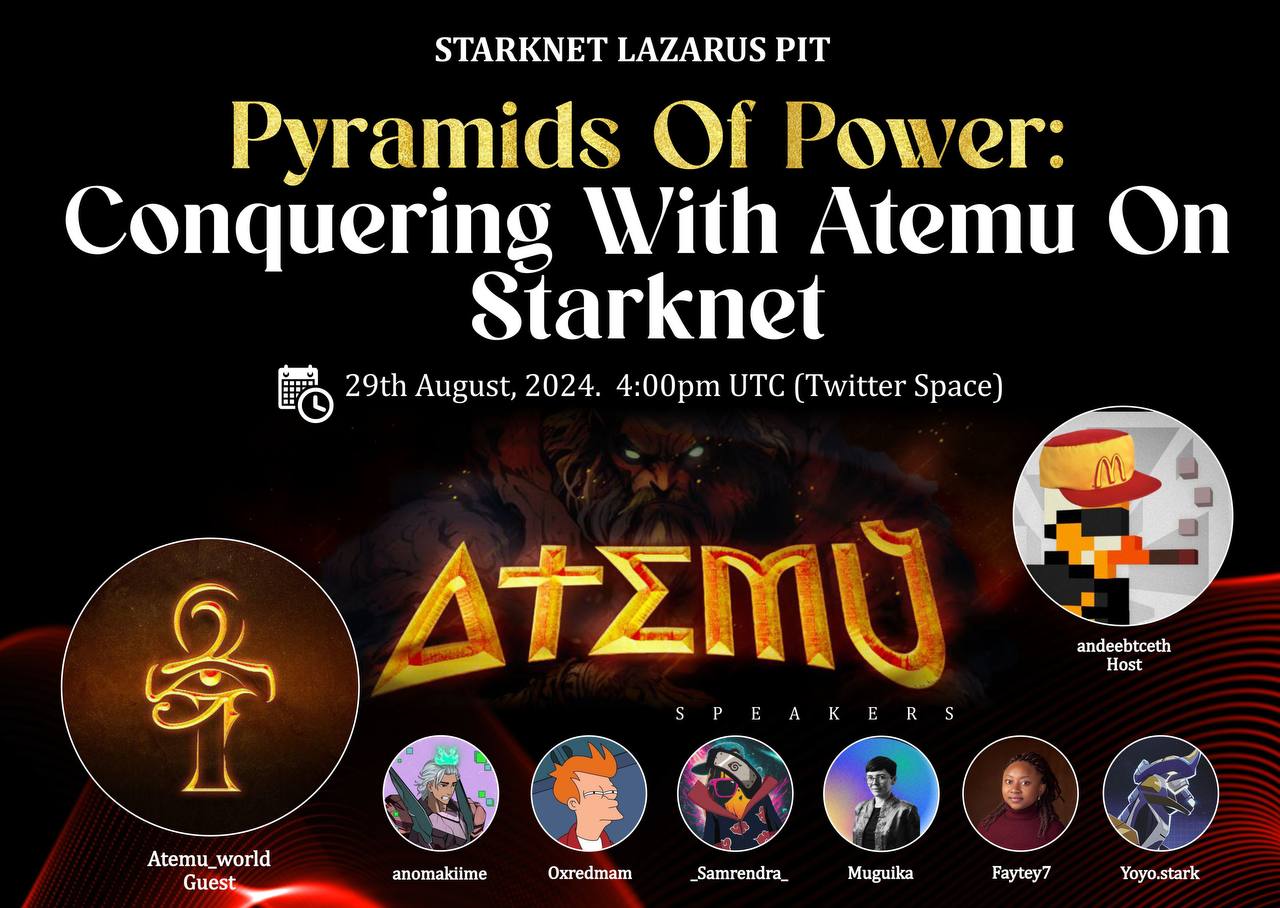 STARKNET LAZARUS PIT
Pyramids Of Power:
Conquering With Atemu On
Starknet
29th August, 2024. 4:00pm UTC (Twitter Space)
ATEMU
andeebtceth
Host
SPEAKERS
Atemu_world
Guest
anomakiime
Oxredmam
_Samrendra_
Muguika
Faytey7
Yoyo.stark